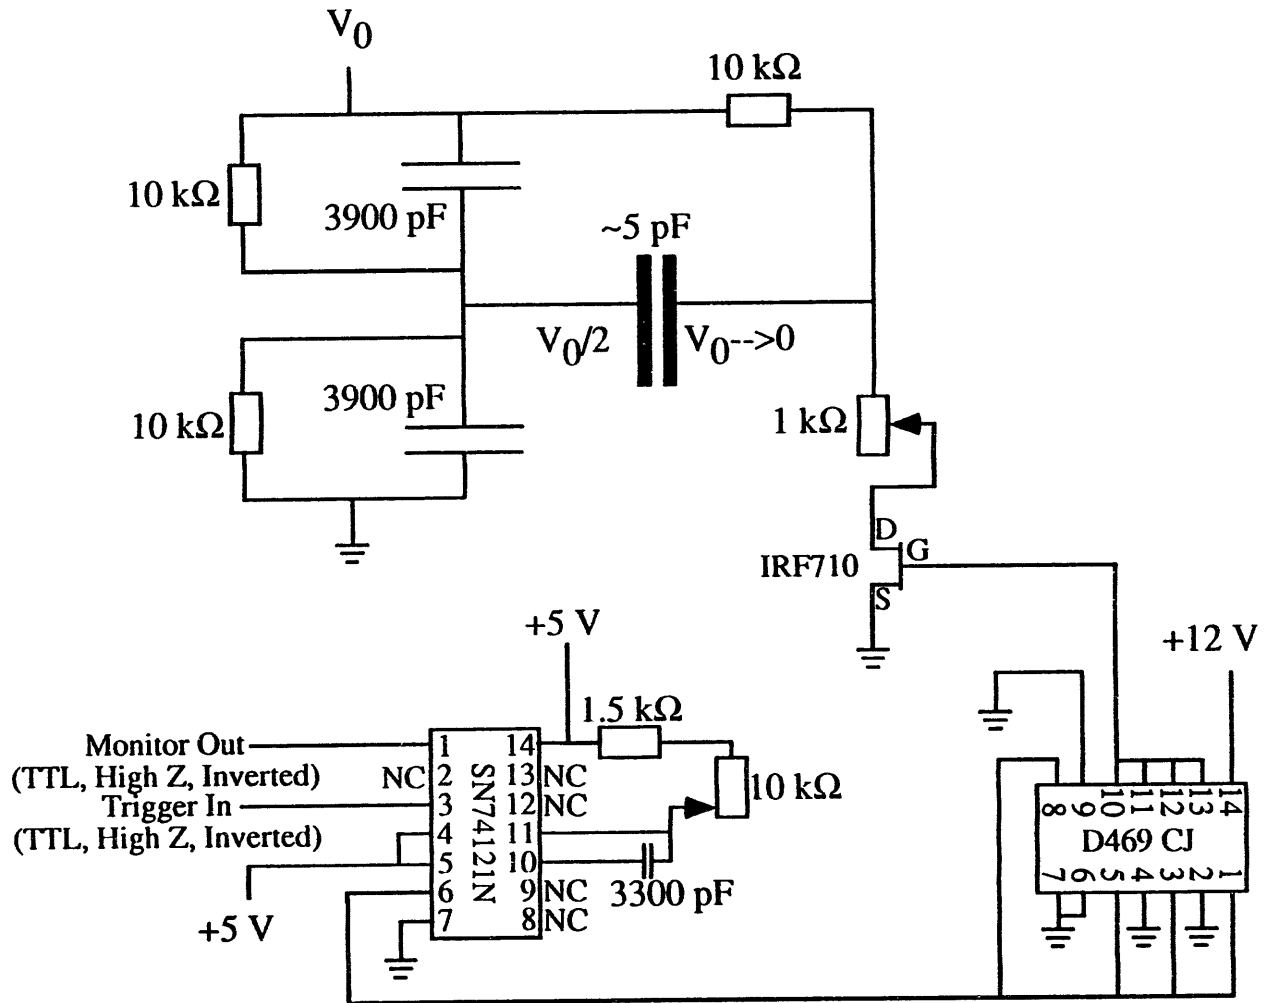 V0
10 kΩ
10 kΩ
3900 pF
~5 pF
V0/2
V0-->0
3900 pF
10 kΩ
1 kΩ
D
G
IRF710
S
+5 V
+12 V
1.5 kΩ
Monitor Out
1
14
(TTL, High Z, Inverted)
NC
2
13
NC
10 kΩ
Trigger In
3
12
NC
(TTL, High Z, Inverted)
4
11
5
10
SN74121N
3300 pF
6
9
NC
+5 V
7
8
NC
8
9
10
11
12
13
14
D469 CJ
7
6
5
4
3
2
1